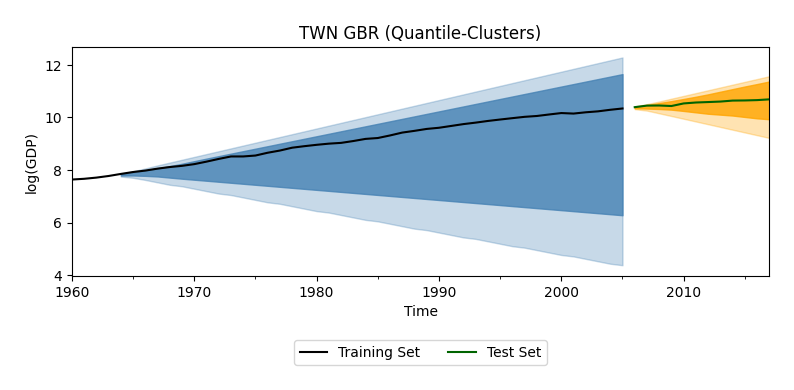 TWN GBR (Quantile-Clusters)
log(GDP)
12
10
8
6
4
1960 1970 1980 1990 2000 2010
Time
Training Set Test Set